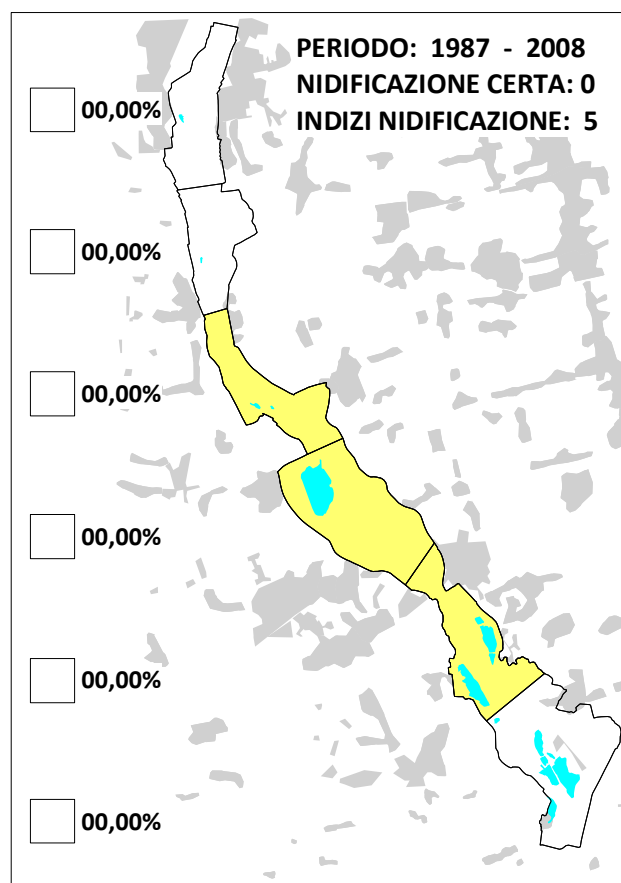 PERIODO: 1987 - 2008
NIDIFICAZIONE CERTA: 0
INDIZI NIDIFICAZIONE: 5
00,00%
00,00%
00,00%
00,00%
00,00%
00,00%